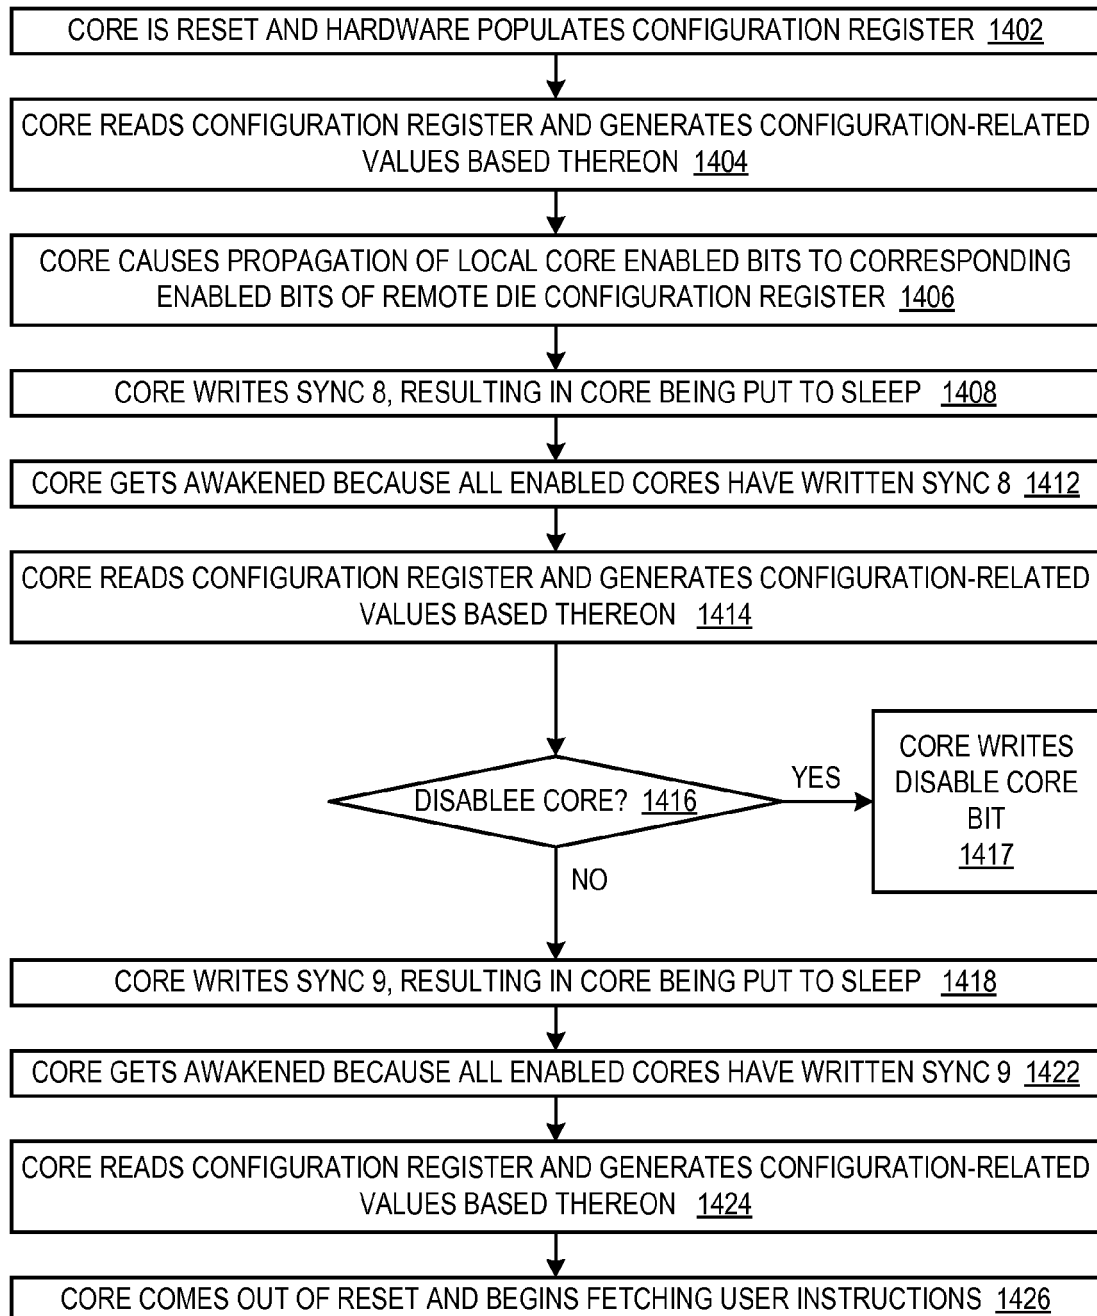 CORE IS RESET AND HARDWARE POPULATES CONFIGURATION REGISTER 1402
CORE READS CONFIGURATION REGISTER AND GENERATES CONFIGURATION-RELATED
VALUES BASED THEREON 1404
CORE CAUSES PROPAGATION OF LOCAL CORE ENABLED BITS TO CORRESPONDING
ENABLED BITS OF REMOTE DIE CONFIGURATION REGISTER 1406
CORE WRITES SYNC 8, RESULTING IN CORE BEING PUT TO SLEEP 1408
CORE GETS AWAKENED BECAUSE ALL ENABLED CORES HAVE WRITTEN SYNC 8 1412
CORE READS CONFIGURATION REGISTER AND GENERATES CONFIGURATION-RELATED
VALUES BASED THEREON 1414
DISABLEE CORE? 1416
YES
CORE WRITES
DISABLE CORE
BIT
1417
NO
CORE WRITES SYNC 9, RESULTING IN CORE BEING PUT TO SLEEP 1418
CORE GETS AWAKENED BECAUSE ALL ENABLED CORES HAVE WRITTEN SYNC 9 1422
CORE READS CONFIGURATION REGISTER AND GENERATES CONFIGURATION-RELATED
VALUES BASED THEREON 1424
CORE COMES OUT OF RESET AND BEGINS FETCHING USER INSTRUCTIONS 1426